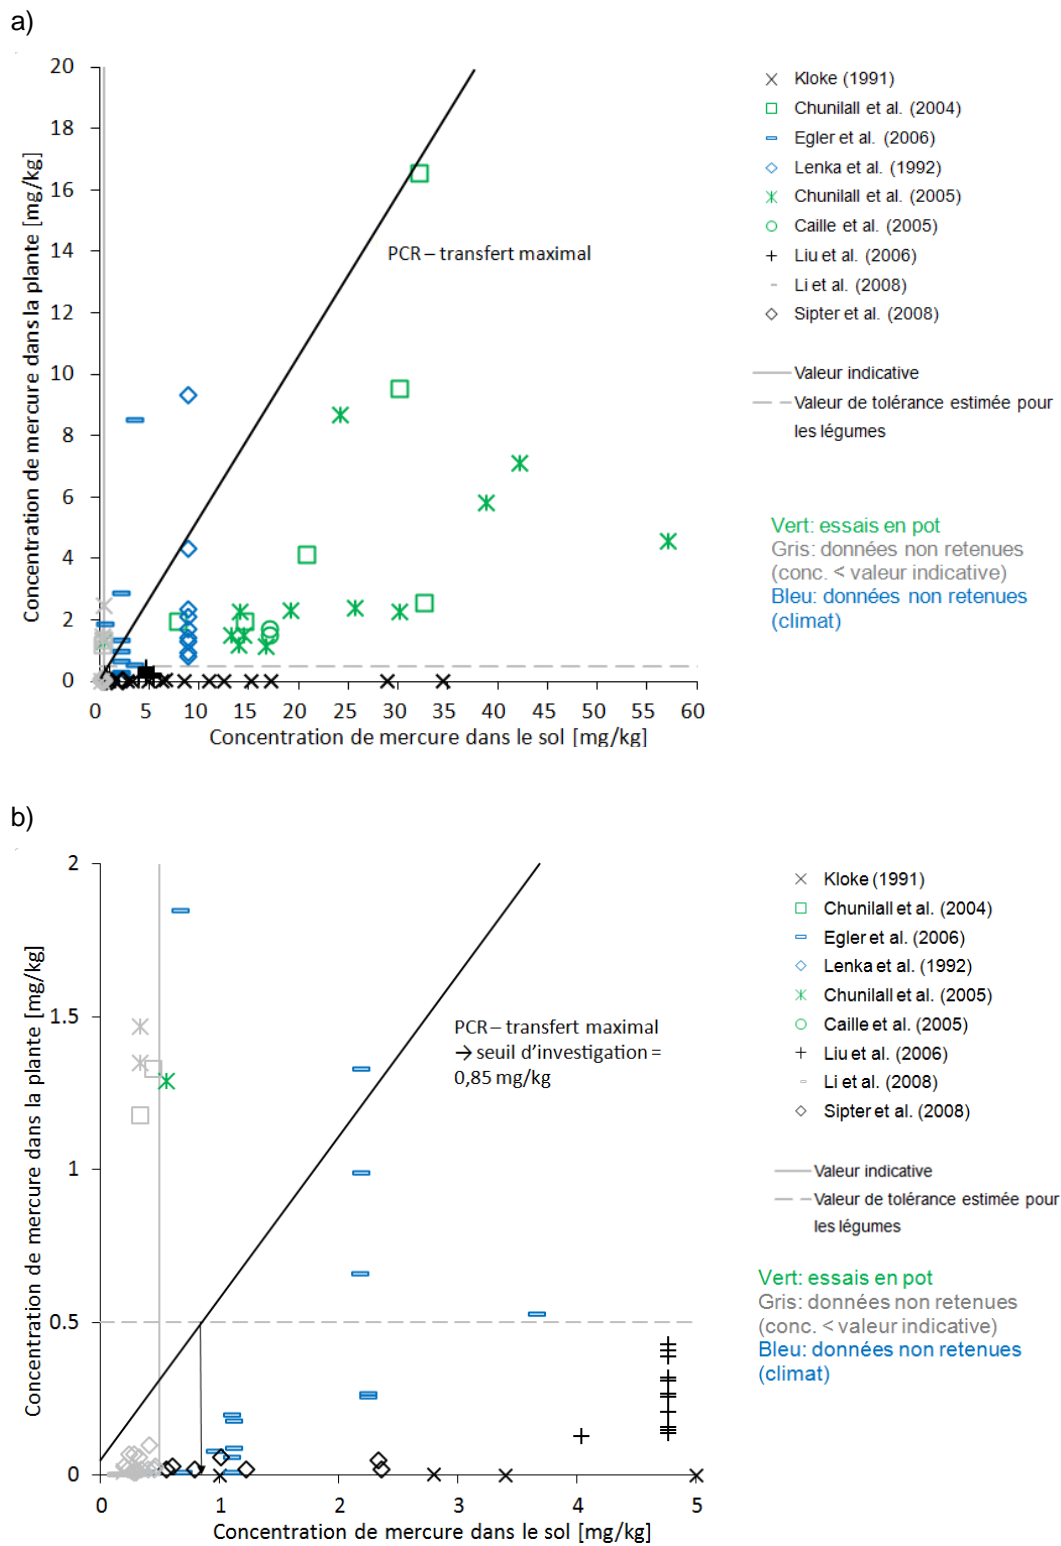 a)
Concentration de mercure dans la plante [mg/kg]
20
18
16
14
12
10
8
6
4
2
0
0 5 10 15 20 25 30 35 40 45 50 55 60
Concentration de mercure dans le sol [mg/kg]
PCR – transfert maximal
Kloke (1991)
Chunilall et al. (2004)
Egler et al. (2006)
Lenka et al. (1992)
Chunilall et al. (2005)
Caille et al. (2005)
Liu et al. (2006)
Li et al. (2008)
Sipter et al. (2008)
Valeur indicative
Valeur de tolérance estimée pour
les légumes
Vert: essais en pot
Gris: données non retenues
(conc. < valeur indicative)
Bleu: données non retenues
(climat)
b)
Concentration de mercure dans la plante [mg/kg]
2
1.5
1
0.5
0
0 1 2 3 4 5
Concentration de mercure dans le sol [mg/kg]
PCR – transfert maximal
→ seuil d'investigation =
0,85 mg/kg
Kloke (1991)
Chunilall et al. (2004)
Egler et al. (2006)
Lenka et al. (1992)
Chunilall et al. (2005)
Caille et al. (2005)
Liu et al. (2006)
Li et al. (2008)
Sipter et al. (2008)
Valeur indicative
Valeur de tolérance estimée pour
les légumes
Vert: essais en pot
Gris: données non retenues
(conc. < valeur indicative)
Bleu: données non retenues
(climat)